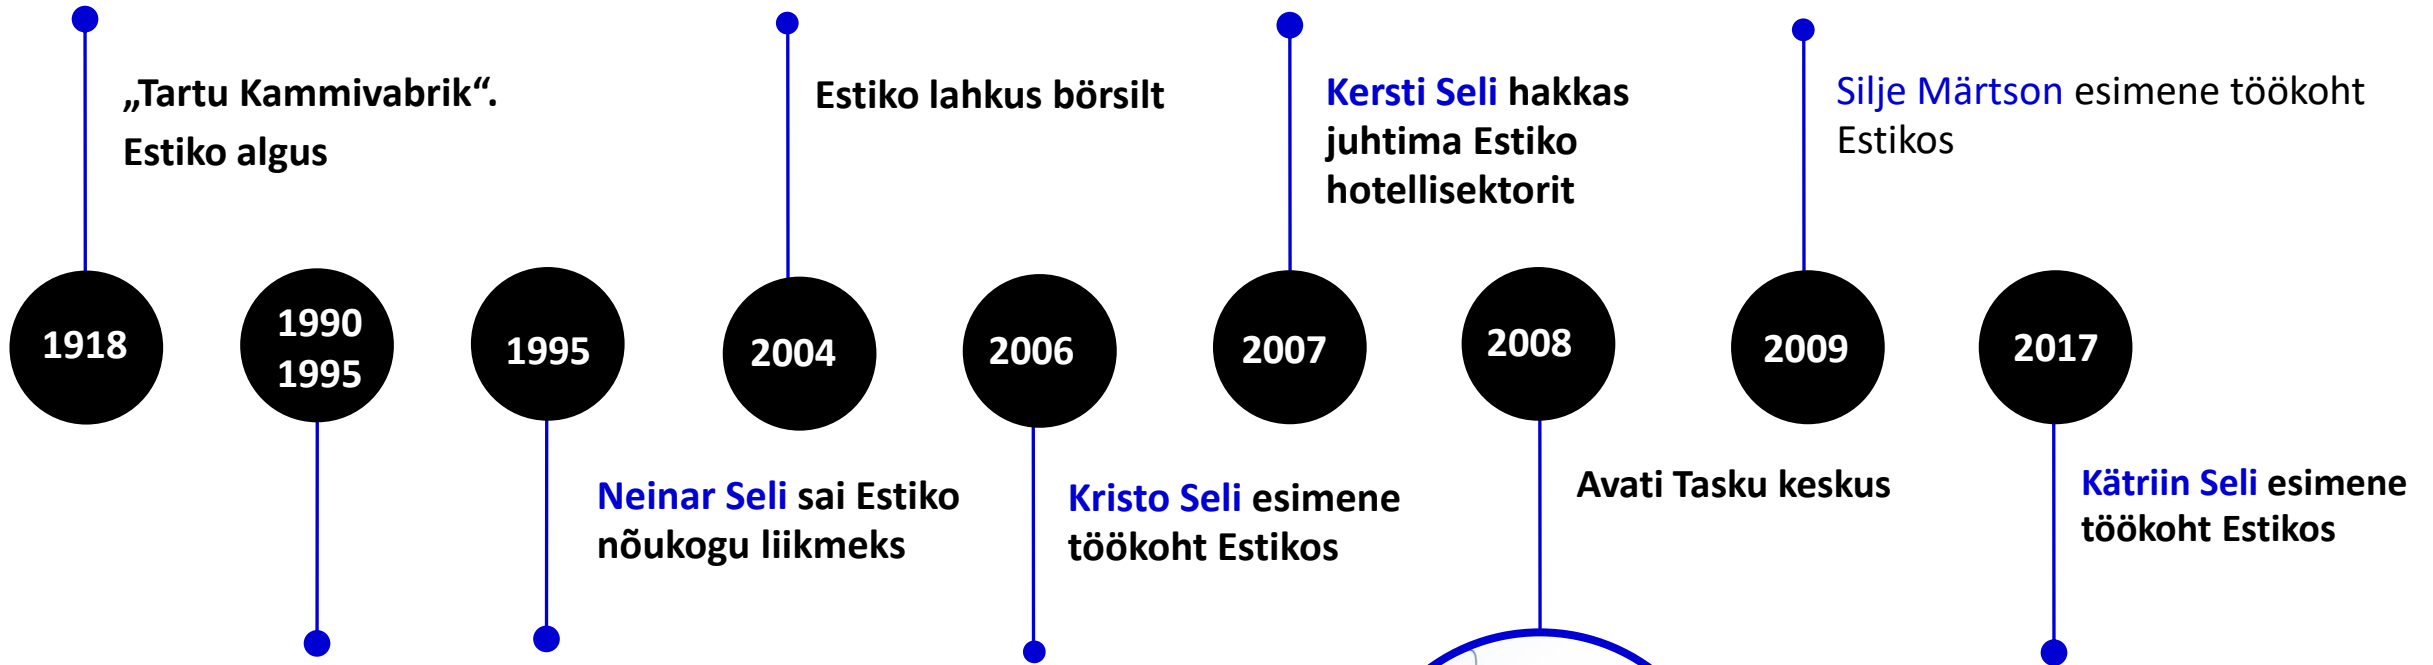 „Tartu Kammivabrik“.
Estiko algus
Estiko lahkus börsilt
Kersti Seli hakkas
juhtima Estiko
hotellisektorit
Silje Märtson esimene töökoht
Estikos
1918
1990
1995
1995
2004
2006
2007
2008
2009
2017
Neinar Seli sai Estiko
nõukogu liikmeks
Kristo Seli esimene
töökoht Estikos
Avati Tasku keskus
Kätriin Seli esimene
töökoht Estikos